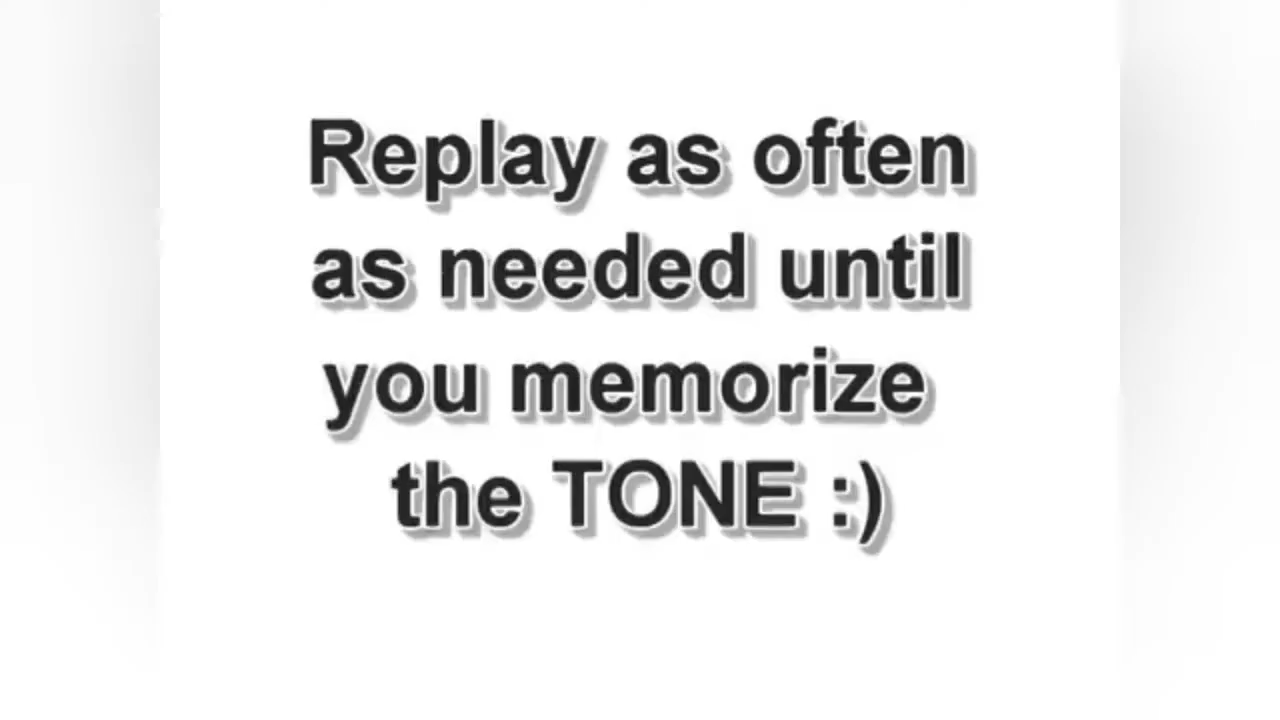 Replay as often
as needed until
you memorize
the TONE :)